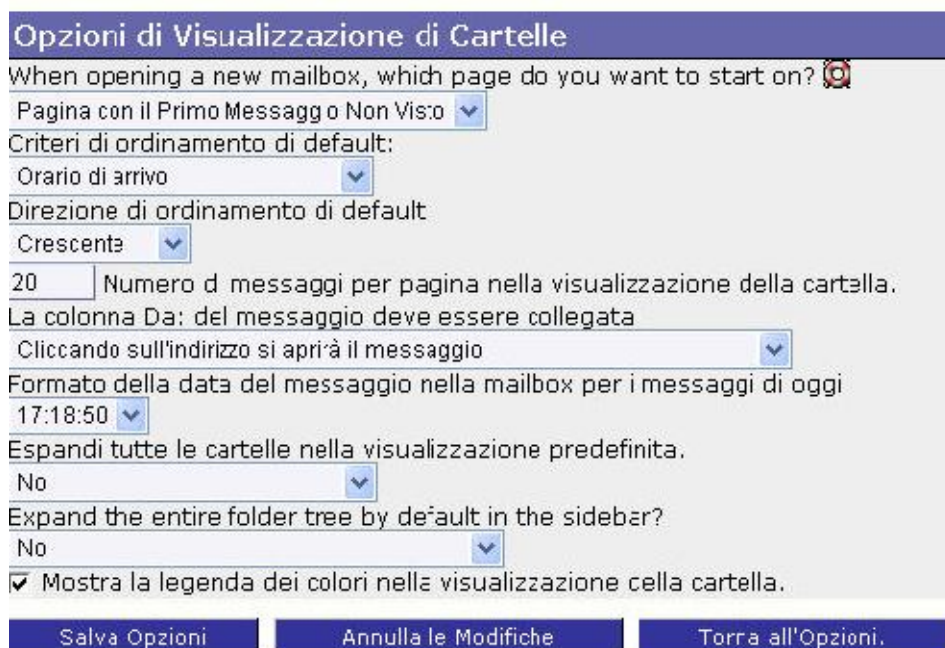 Opzioni di Visualizzazione di Cartelle
When opening a new mailbox, which page do you want to start on?
Pagina con il Primo Messaggio Non Visto
Criteri di ordinamento di default:
Orario di arrivo
Direzione di ordinamento di default
Crescente
20 Numero di messaggi per pagina nella visualizzazione della cartella.
La colonna Da: del messaggio deve essere collegata
Cliccando sull'indirizzo si aprirà il messaggio
Formato della data del messaggio nella mailbox per i messaggi di oggi
17:18:50
Espandi tutte le cartelle nella visualizzazione predefinita.
No
Expand the entire folder tree by default in the sidebar?
No
Mostra la legenda dei colori nella visualizzazione della cartella.
Salva Opzioni Annulla le Modifiche Torna all'Opzioni.